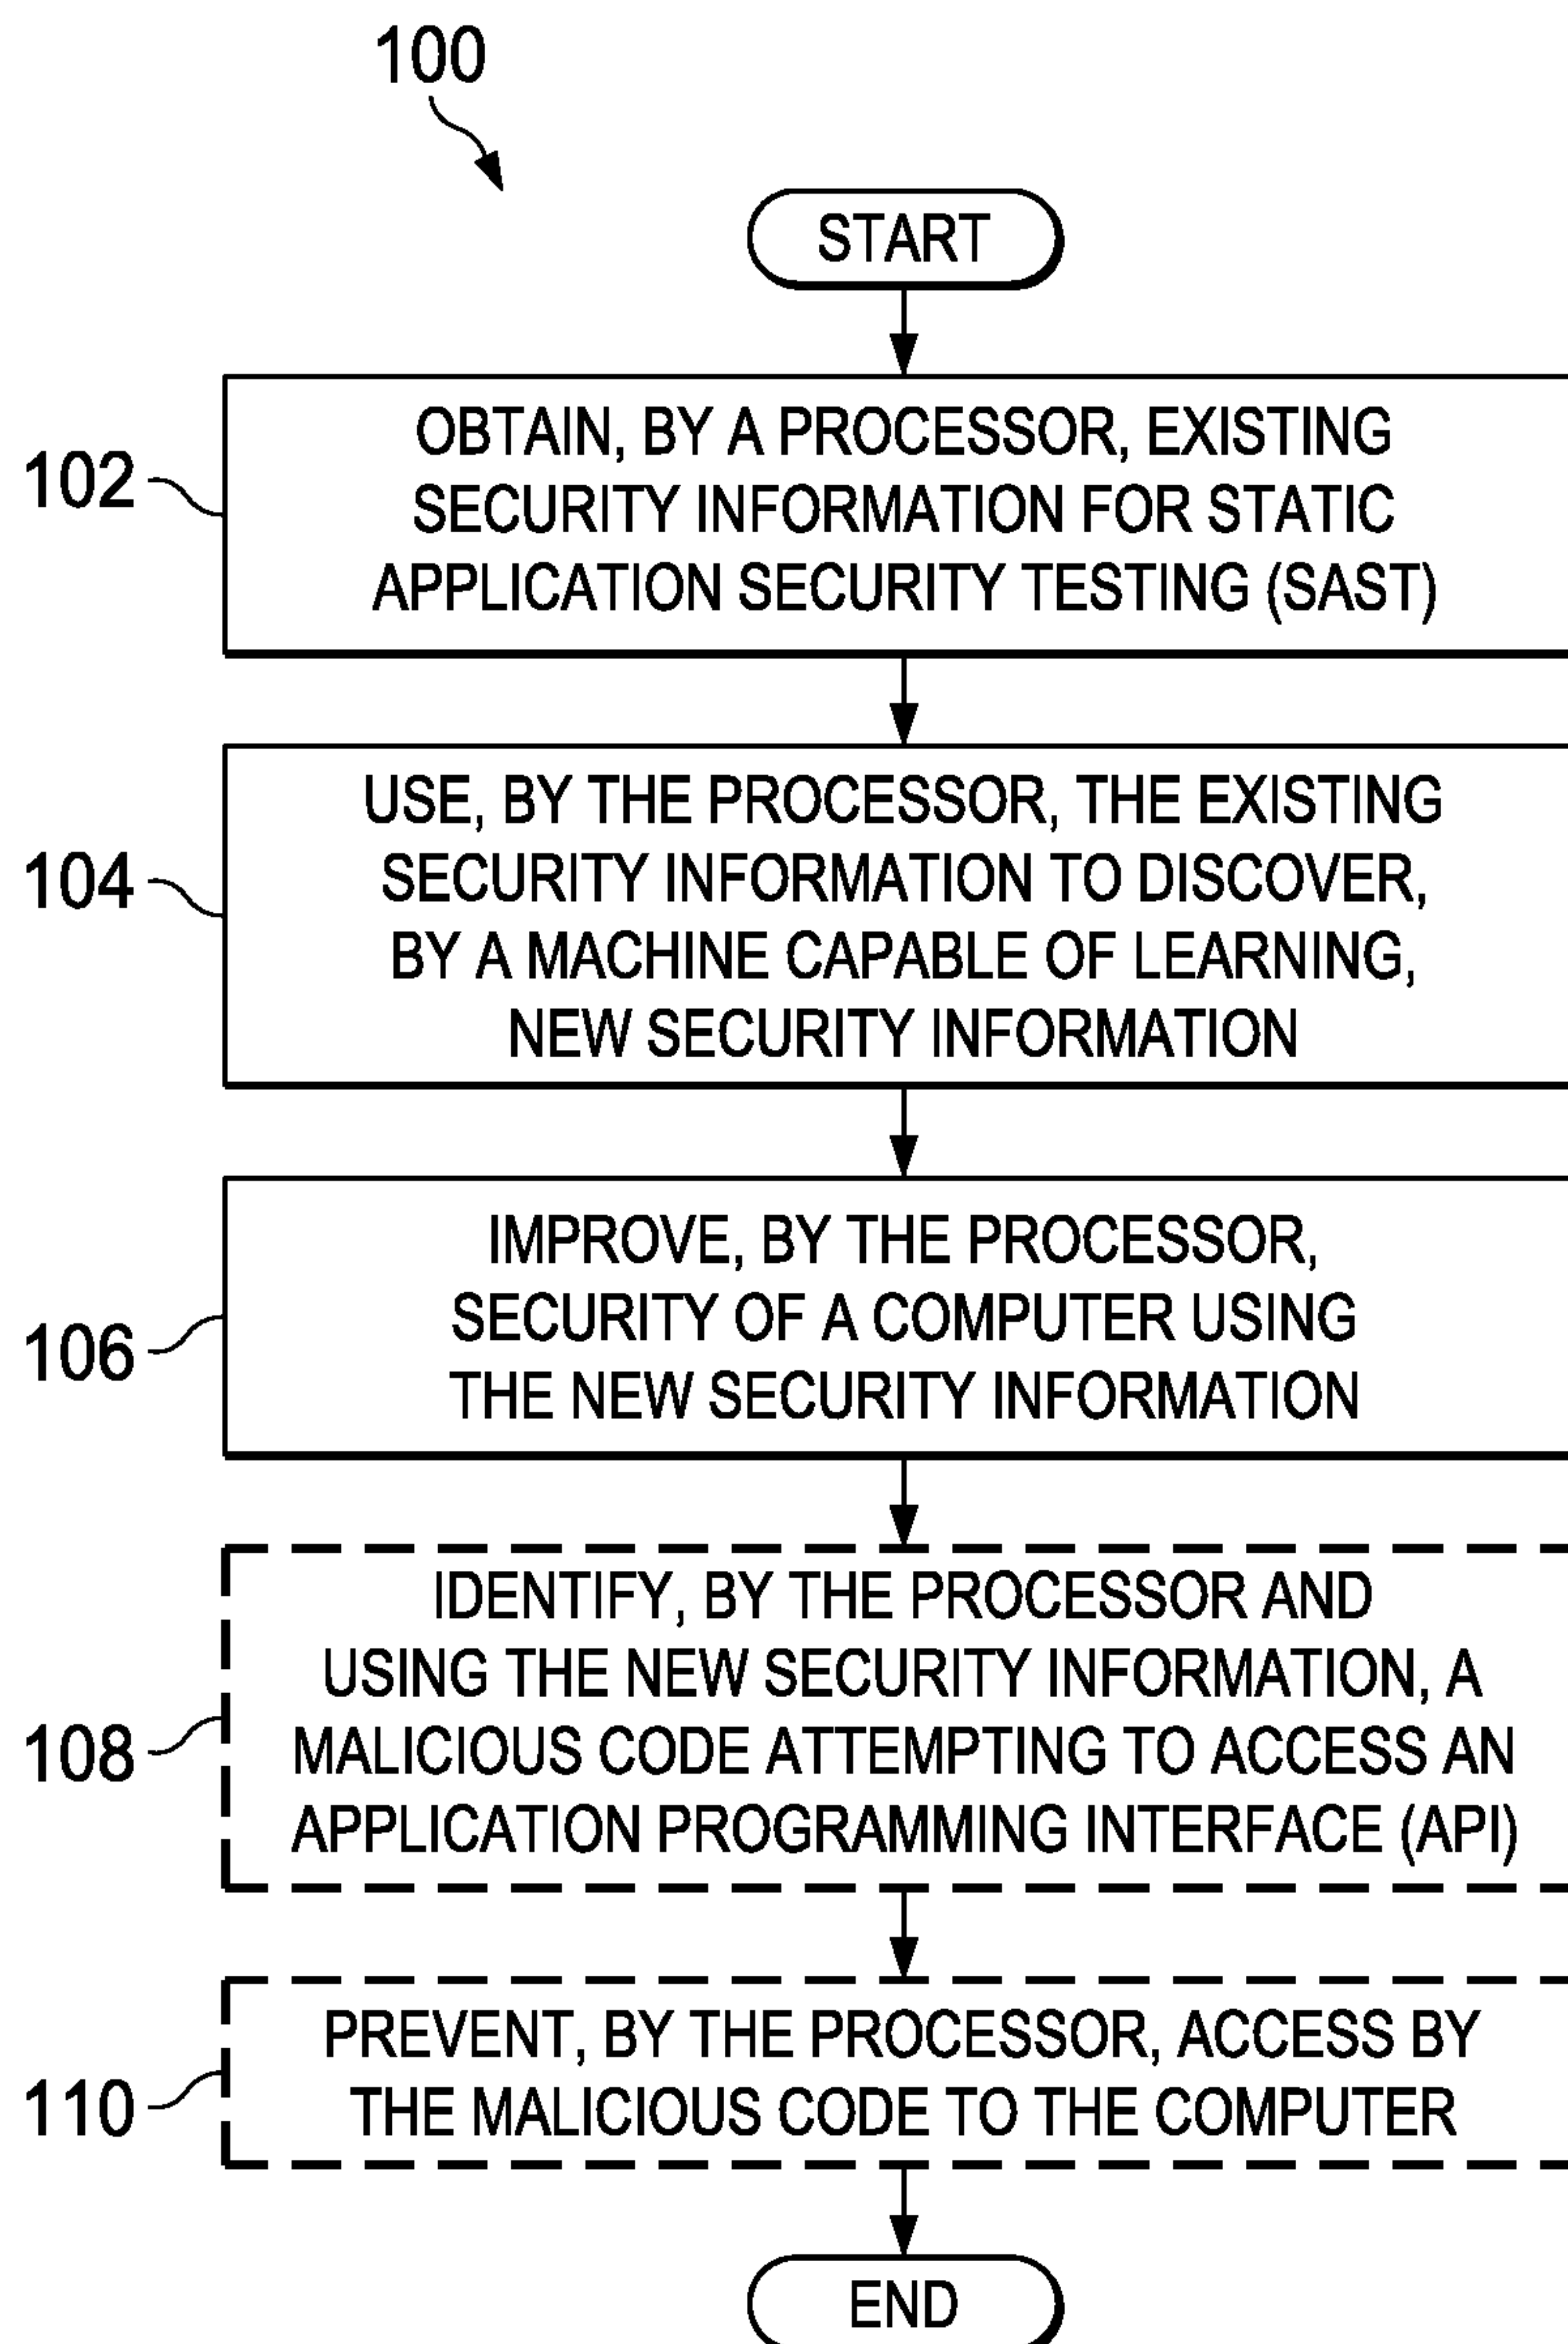 100
START
102
OBTAIN, BY A PROCESSOR, EXISTING
SECURITY INFORMATION FOR STATIC
APPLICATION SECURITY TESTING (SAST)
104
USE, BY THE PROCESSOR, THE EXISTING
SECURITY INFORMATION TO DISCOVER,
BY A MACHINE CAPABLE OF LEARNING,
NEW SECURITY INFORMATION
106
IMPROVE, BY THE PROCESSOR,
SECURITY OF A COMPUTER USING
THE NEW SECURITY INFORMATION
108
IDENTIFY, BY THE PROCESSOR AND
USING THE NEW SECURITY INFORMATION, A
MALICIOUS CODE ATTEMPTING TO ACCESS AN
APPLICATION PROGRAMMING INTERFACE (API)
110
PREVENT, BY THE PROCESSOR, ACCESS BY
THE MALICIOUS CODE TO THE COMPUTER
END